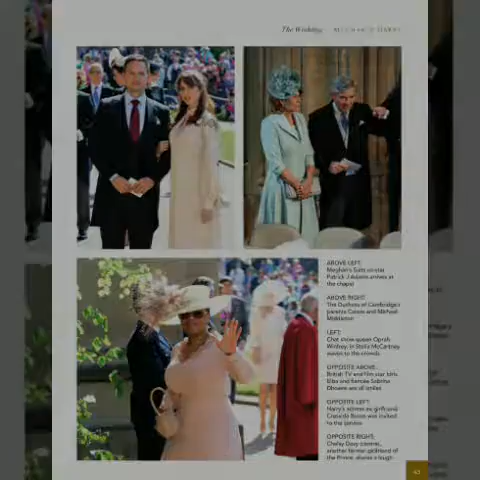 The Wedding
ABOVE LEFT:
Meghan's Suits co-star
Patrick J Adams arrives at
the chapel
ABOVE RIGHT:
The Duchess of Cambridge's
parents Carole and Michael
Middleton
LEFT:
Chat show queen Oprah
Winfrey, in Stella McCartney,
waves to the crowds
OPPOSITE ABOVE:
British TV and film star Idris
Elba and fiancée Sabrina
Dhowre are all smiles
OPPOSITE LEFT:
Harry's former ex-girlfriend
Cressida Bonas was invited
to the service
OPPOSITE RIGHT:
Chelsy Davy,
another former girlfriend of
the Prince, shares a laugh